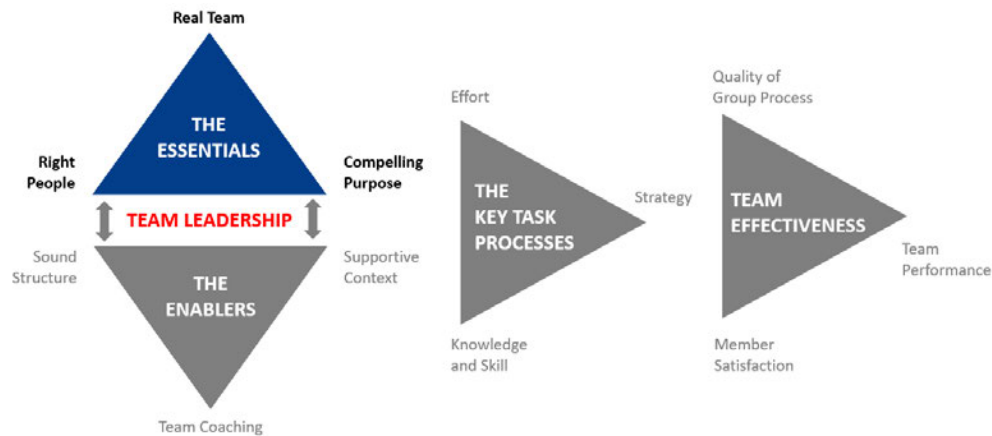 Real Team
THE
ESSENTIALS
Right
People
Compelling
Purpose
TEAM LEADERSHIP
Sound
Structure
Supportive
Context
THE
ENABLERS
Team Coaching
Effort
THE
KEY TASK
PROCESSES
Strategy
Knowledge
and Skill
Quality of
Group Process
TEAM
EFFECTIVENESS
Team
Performance
Member
Satisfaction